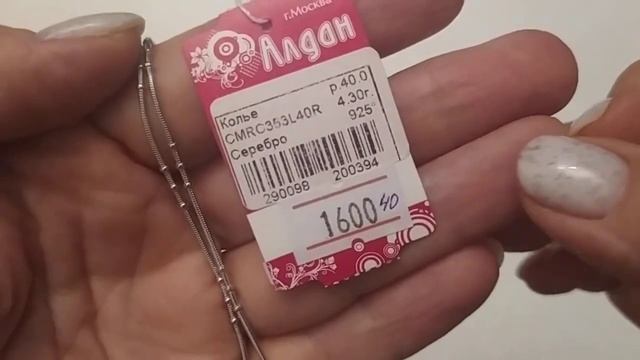 г.Москва
Алдан
Колье р.40.0
CMRC353L40R 4.30г.
Серебро 925°
290098 200394
1600 40